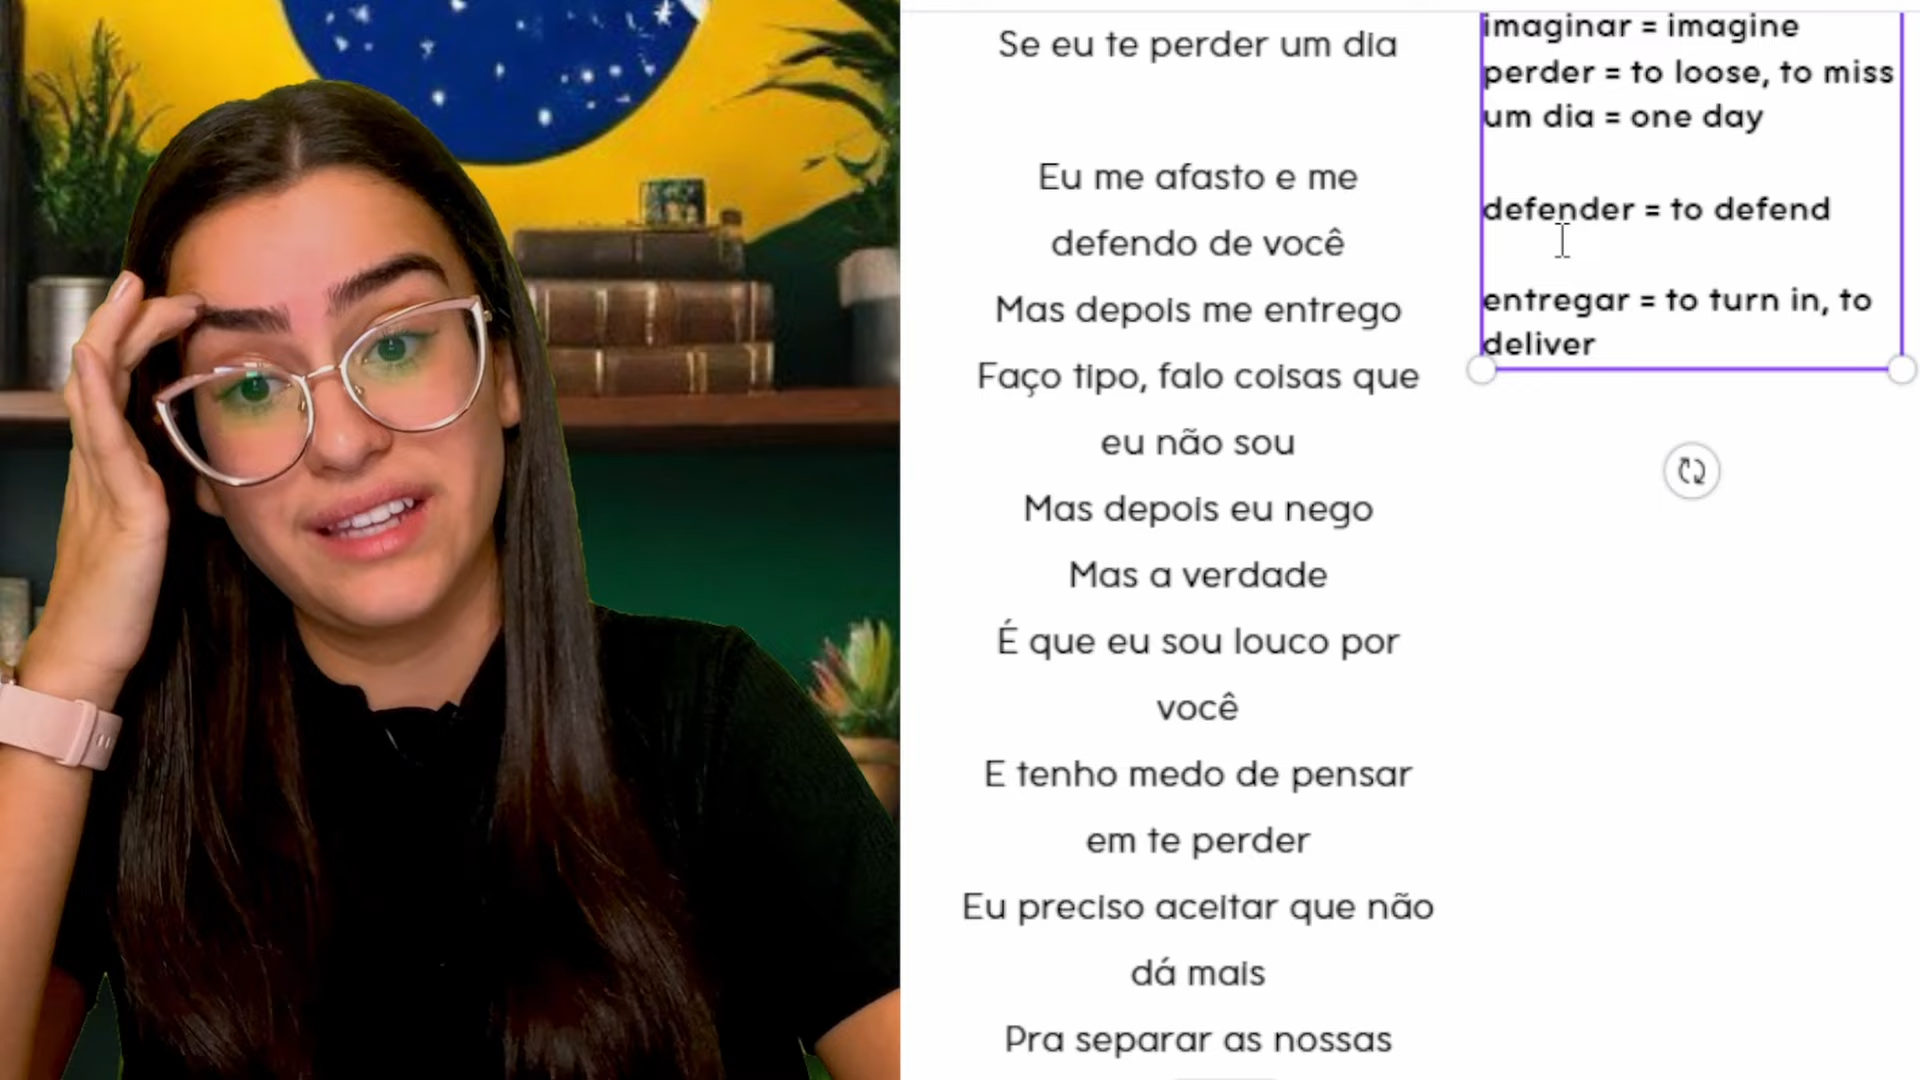 Se eu te perder um dia
Eu me afasto e me
defendo de você
Mas depois me entrego
Faço tipo, falo coisas que
eu não sou
Mas depois eu nego
Mas a verdade
É que eu sou louco por
você
E tenho medo de pensar
em te perder
Eu preciso aceitar que não
dá mais
Pra separar as nossas
imaginar = imagine
perder = to loose, to miss
um dia = one day
defender = to defend
entregar = to turn in, to
deliver